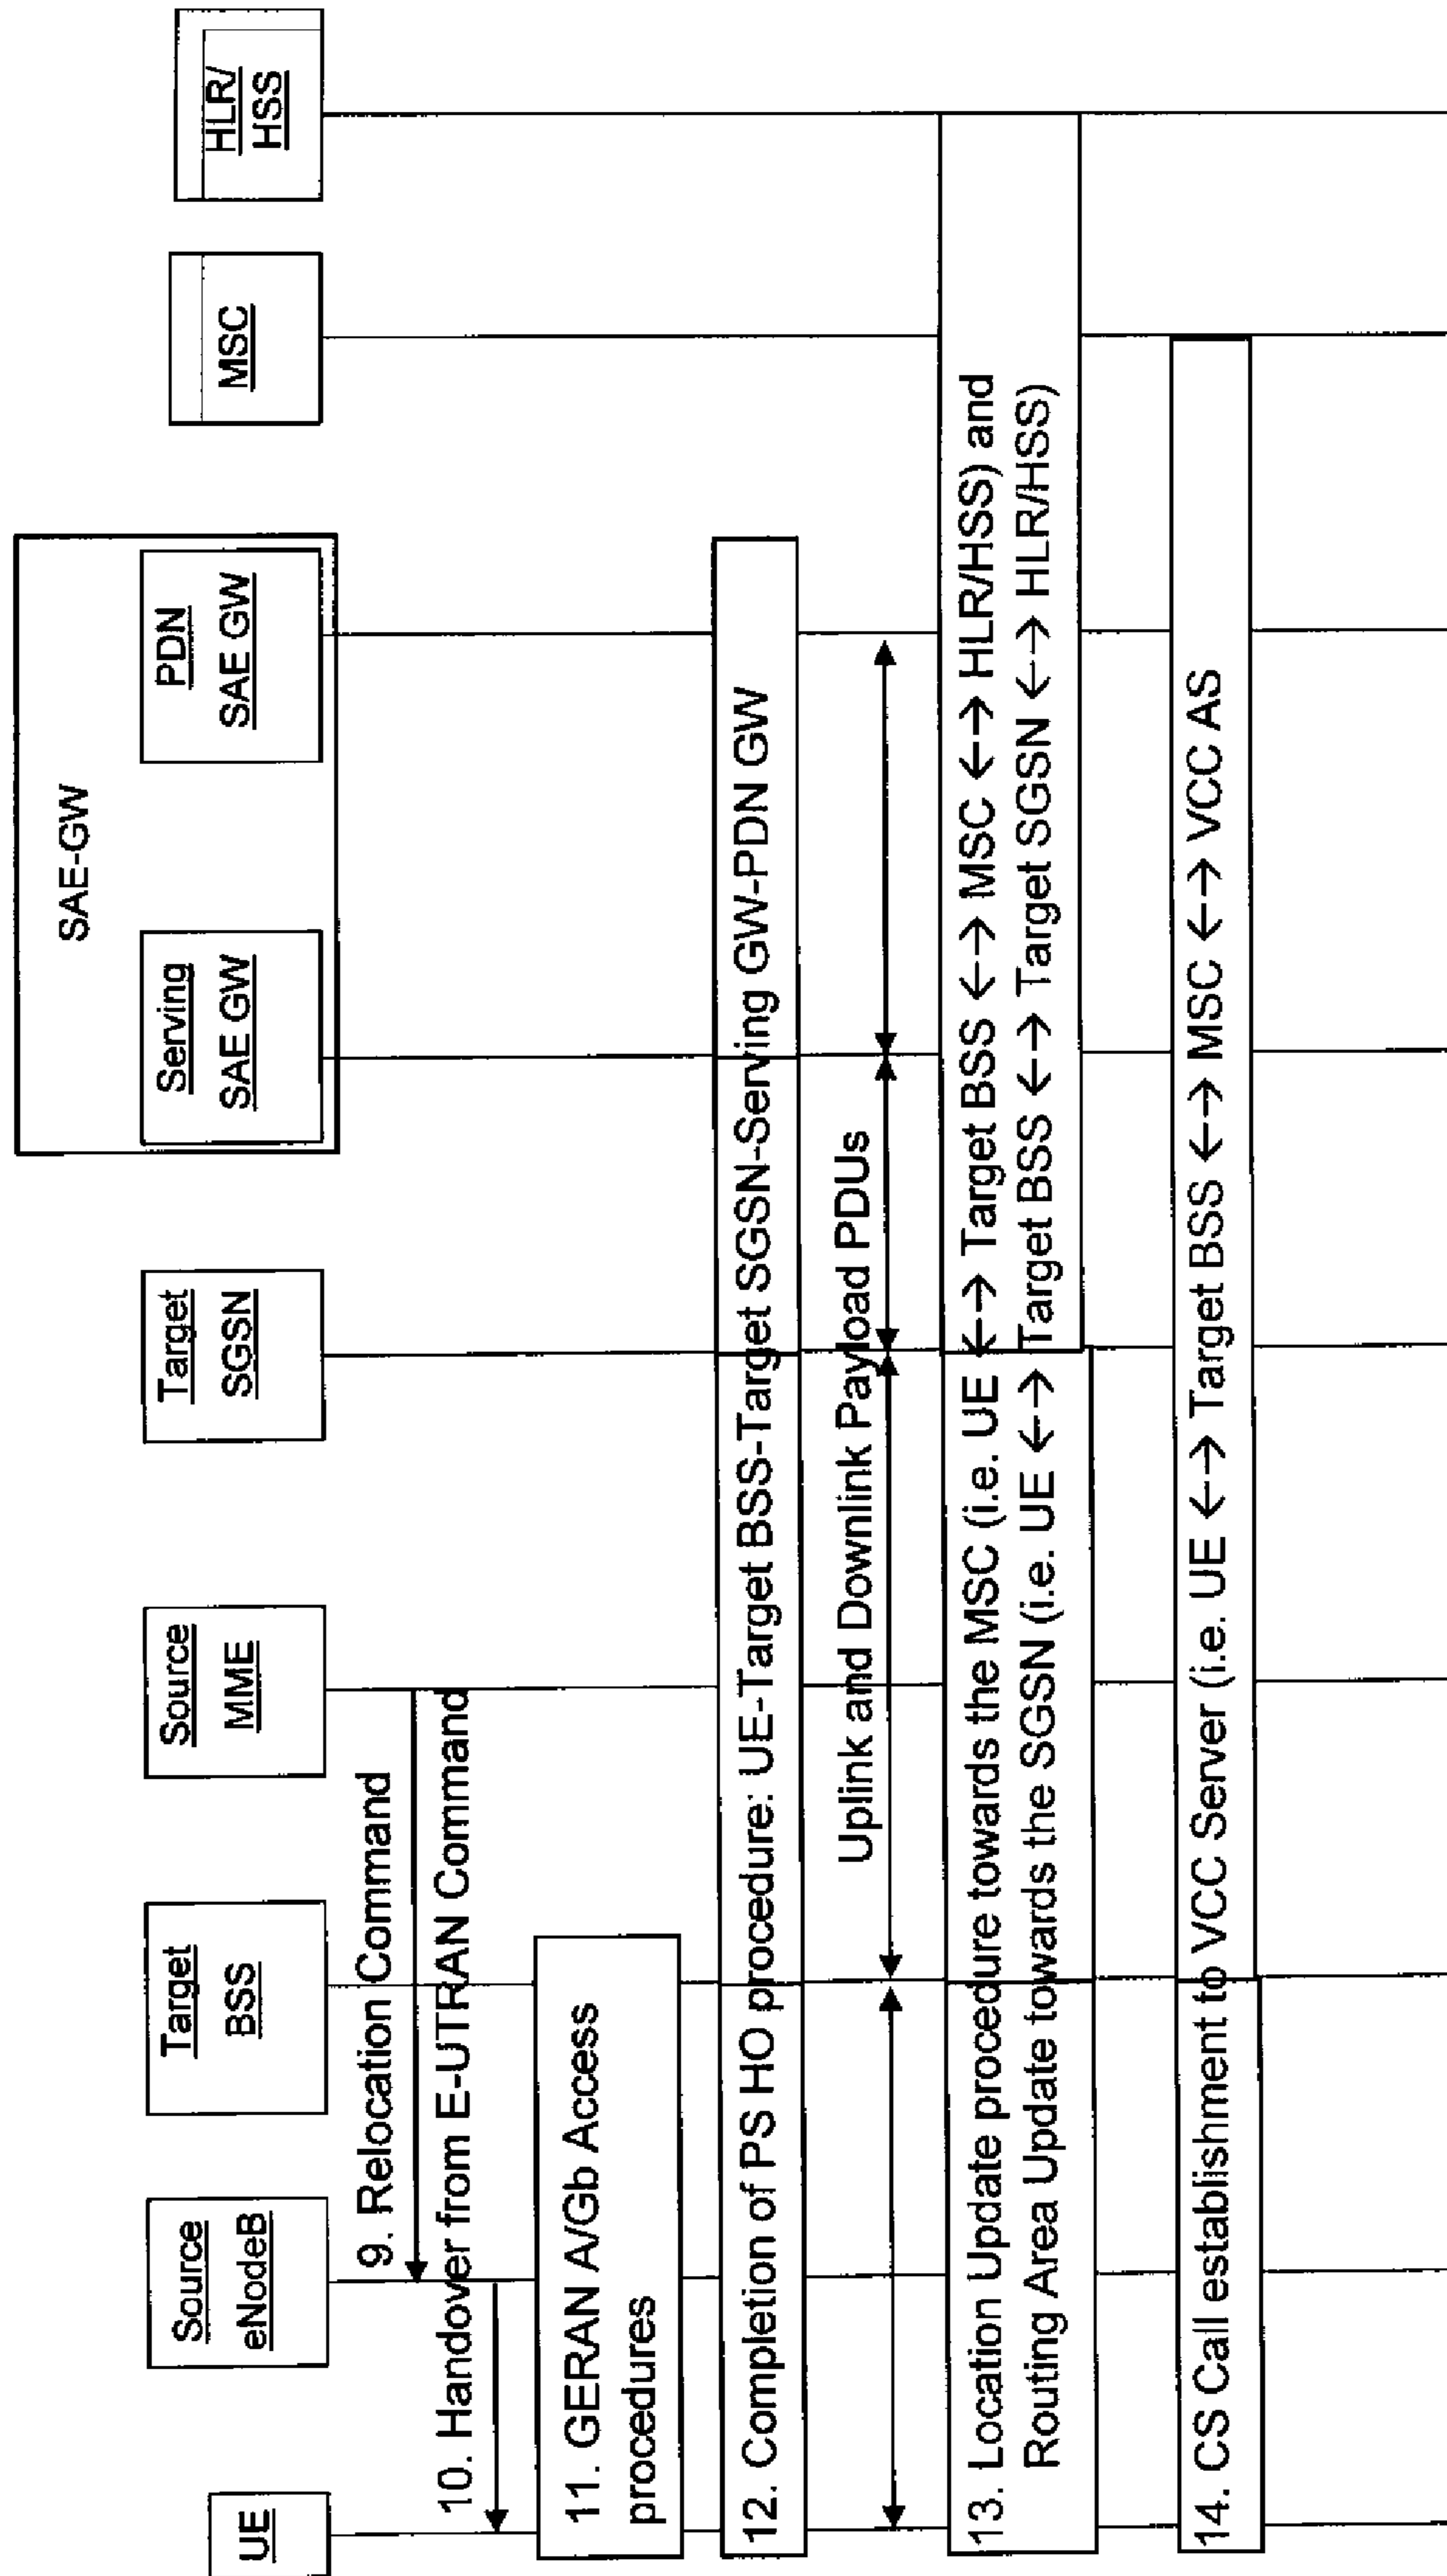 UE
Source
eNodeB
Target
BSS
Source
MME
Target
SGSN
SAE-GW
Serving
SAE GW
PDN
SAE GW
MSC
HLR/
HSS
9. Relocation Command
10. Handover from E-UTRAN Command
11. GERAN A/Gb Access
procedures
12. Completion of PS HO procedure: UE-Target BSS-Target SGSN-Serving GW-PDN GW
Uplink and Downlink Payload PDUs
13. Location Update procedure towards the MSC (i.e. UE ←→ Target BSS ←→ MSC ←→ HLR/HSS) and
Routing Area Update towards the SGSN (i.e. UE ←→ Target BSS ←→ Target SGSN ←→ HLR/HSS)
14. CS Call establishment to VCC Server (i.e. UE ←→ Target BSS ←→ MSC ←→ VCC AS